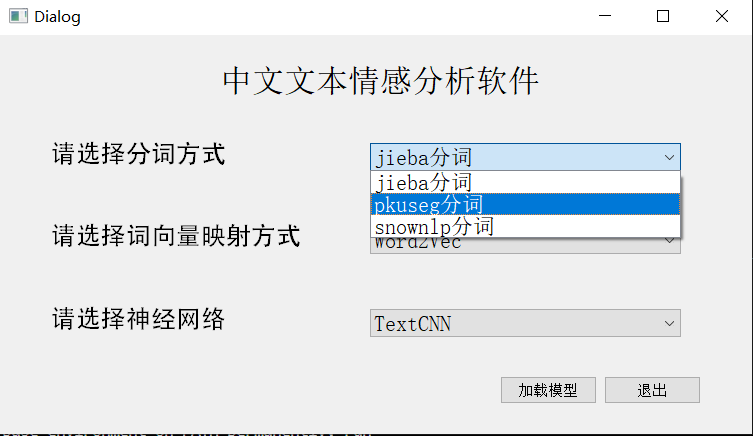 Dialog
中文文本情感分析软件
请选择分词方式
jieba分词
jieba分词
pkuseg分词
snownlp分词
请选择词向量映射方式
word2vec
请选择神经网络
TextCNN
加载模型
退出